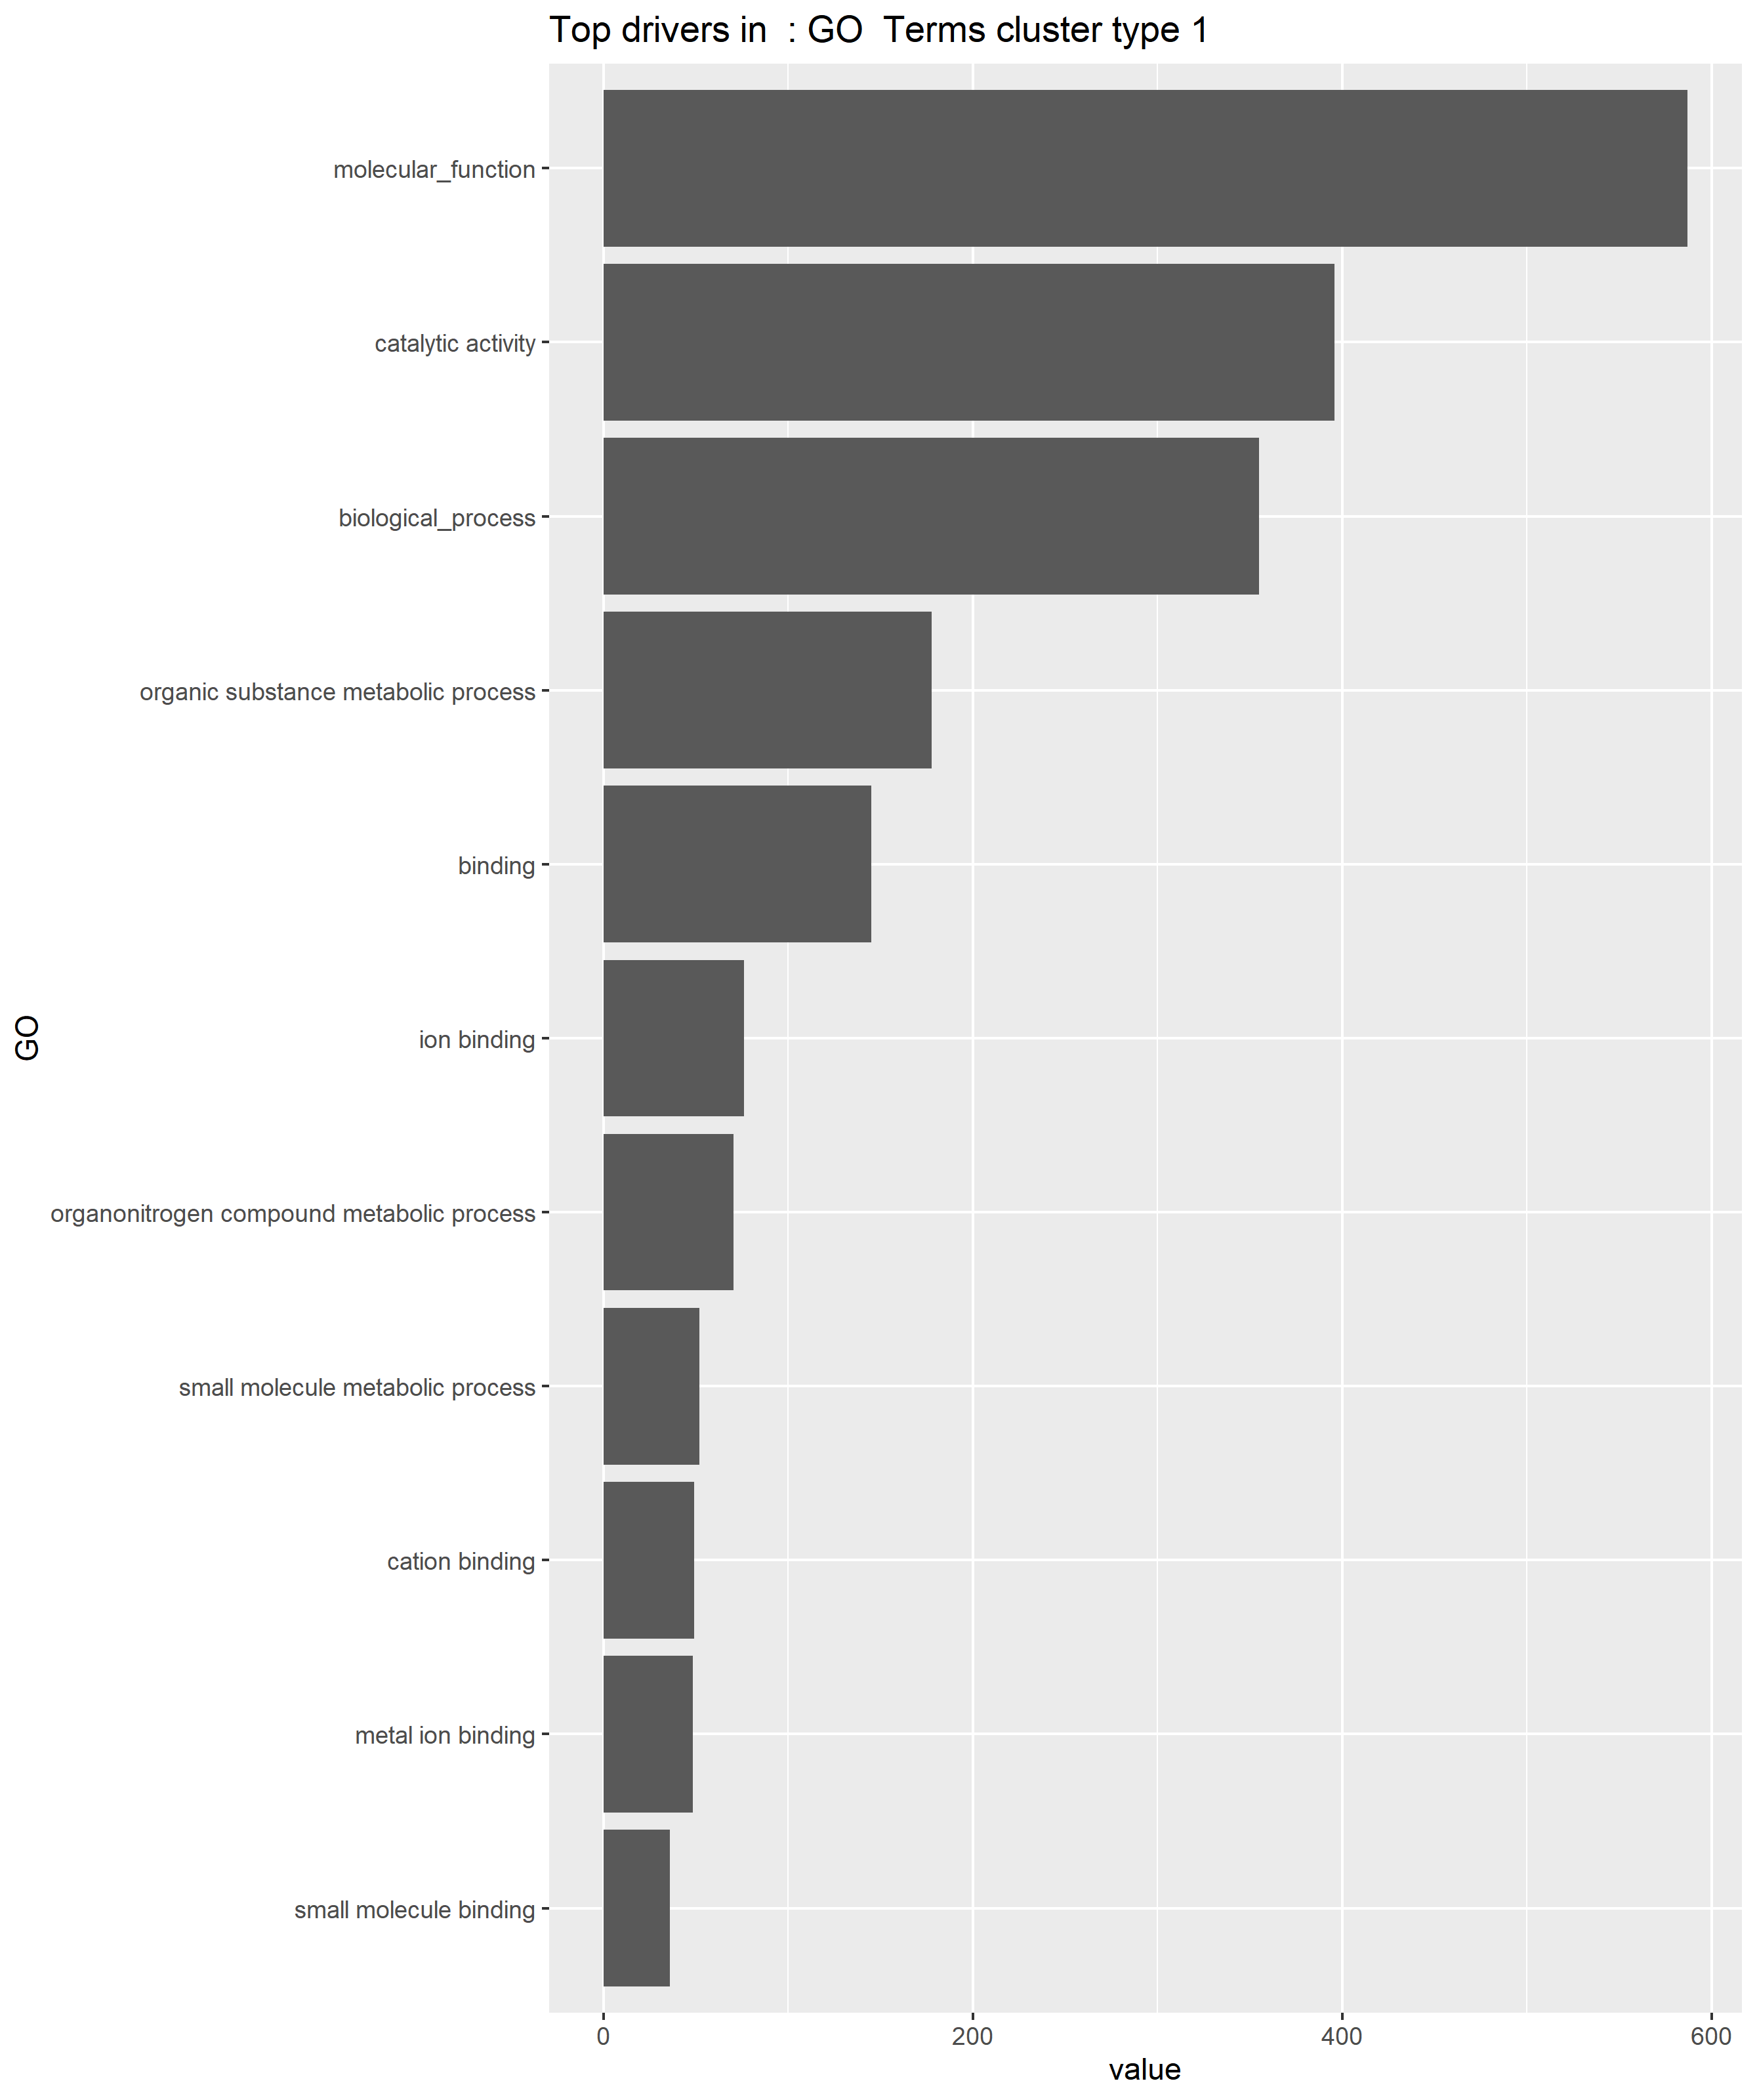 Top drivers in  : GO  Terms cluster type 1
molecular_function
catalytic activity
biological_process
organic substance metabolic process
binding
ion binding
organonitrogen compound metabolic process
small molecule metabolic process
cation binding
metal ion binding
small molecule binding
GO
0 200 400 600
value